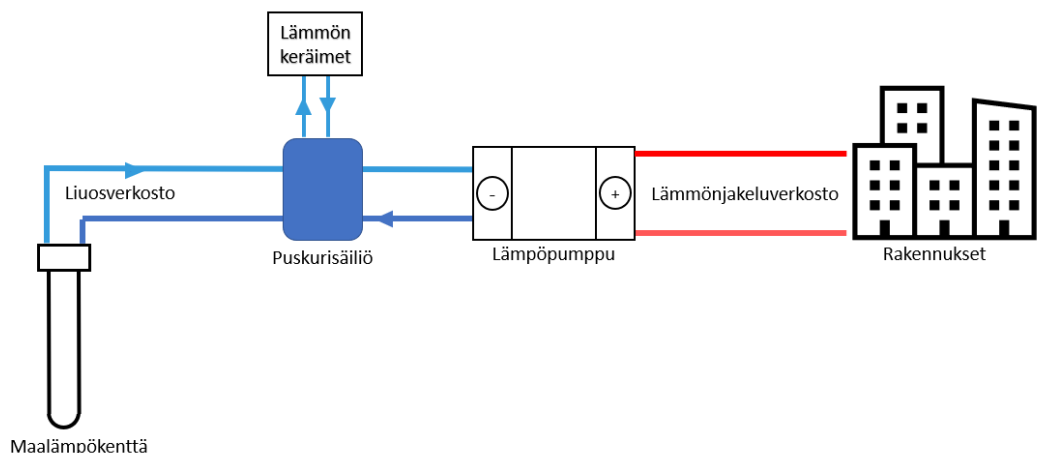 Lämmön
keräimet
Liuosverkosto
-
+
Lämmönjakeluverkosto
Puskurisäiliö
Lämpöpumppu
Rakennukset
Maalämpökenttä